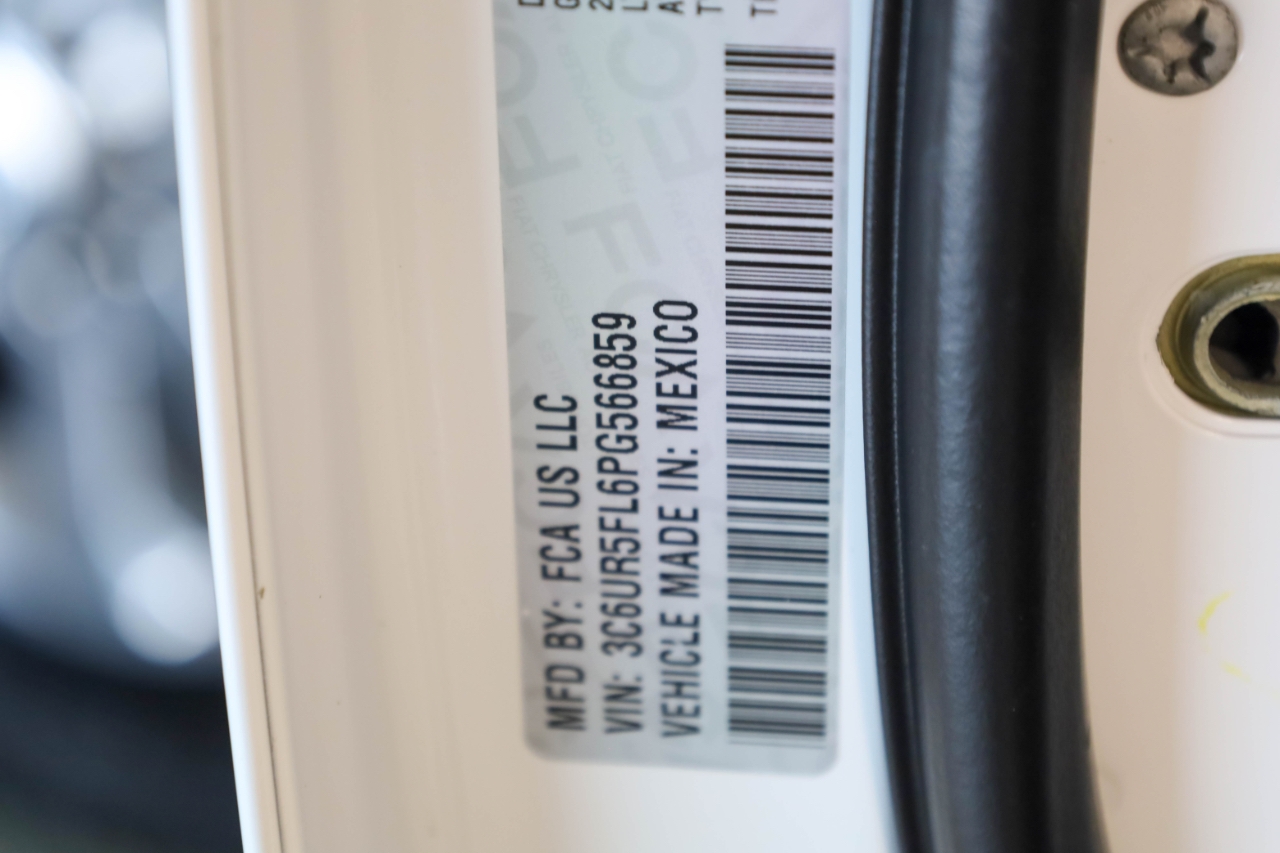 MFD BY: FCA US LLC
VIN: 3C6UR5FL6PG566859
VEHICLE MADE IN: MEXICO